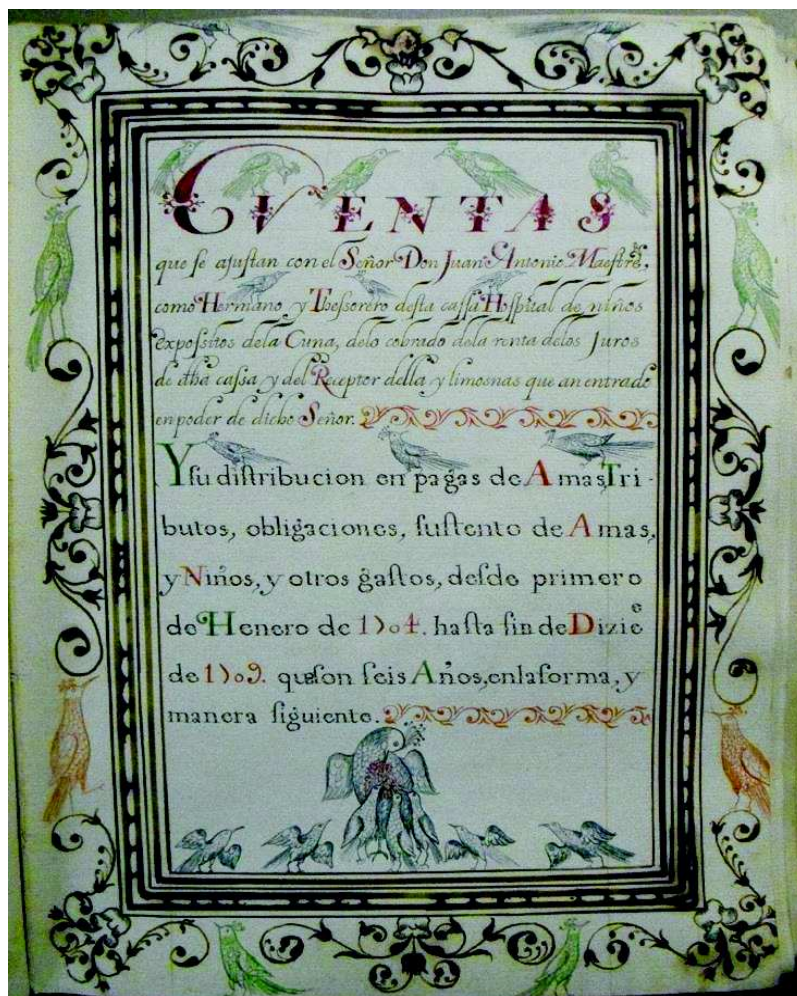 CVENTAS
que se ajustan con el Señor Don Juan Antonio Maestre,
como Hermano y Thessorero desta cassa Hospital de niños
expossitos dela Cuna, delo cobrado dela renta delos Juros
de dha cassa y del Receptor della y limosnas que an entrado
en poder de dicho Señor.
Y su distribucion en pagas de Amas, Tri-
butos, obligaciones, sustento de Amas,
y Niños, y otros gastos, desde primero
de Henero de 1704. hasta fin de Dizie
de 1709. que son seis Años, en la forma, y
manera siguiente.